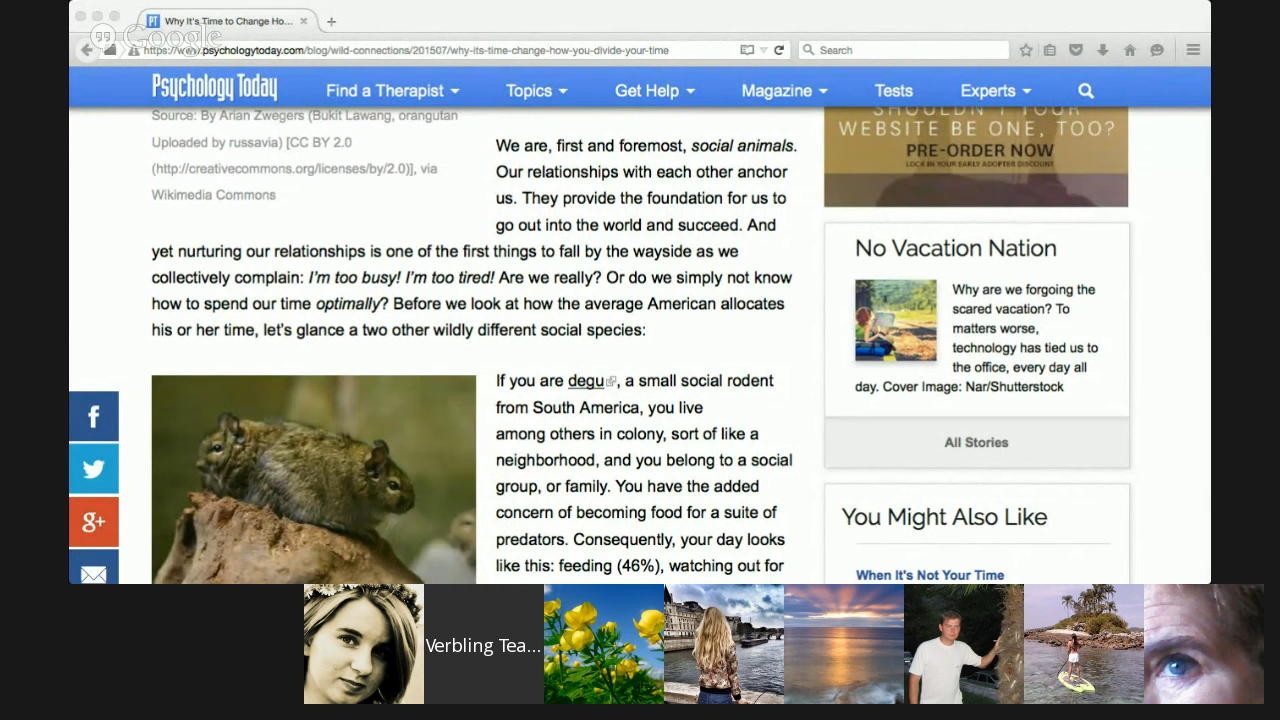 PT Why It's Time to Change Ho...
Google
https://www.psychologytoday.com/blog/wild-connections/201507/why-its-time-change-how-you-divide-your-time
Search
Psychology Today
Find a Therapist
Topics
Get Help
Magazine
Tests
Experts
Source: By Arian Zwegers (Bukit Lawang, orangutan
Uploaded by russavia) [CC BY 2.0
(http://creativecommons.org/licenses/by/2.0)], via
Wikimedia Commons
We are, first and foremost, social animals.
Our relationships with each other anchor
us. They provide the foundation for us to
go out into the world and succeed. And
yet nurturing our relationships is one of the first things to fall by the wayside as we
collectively complain: I'm too busy! I'm too tired! Are we really? Or do we simply not know
how to spend our time optimally? Before we look at how the average American allocates
his or her time, let's glance a two other wildly different social species:
If you are degu, a small social rodent
from South America, you live
among others in colony, sort of like a
neighborhood, and you belong to a social
group, or family. You have the added
concern of becoming food for a suite of
predators. Consequently, your day looks
like this: feeding (46%), watching out for
SHOULDN'T YOUR
WEBSITE BE ONE, TOO?
PRE-ORDER NOW
LOCK IN YOUR EARLY ADOPTER DISCOUNT
No Vacation Nation
Why are we forgoing the
scared vacation? To
matters worse,
technology has tied us to
the office, every day all
day. Cover Image: Nar/Shutterstock
All Stories
You Might Also Like
When It's Not Your Time
f
g+
Verbling Tea...